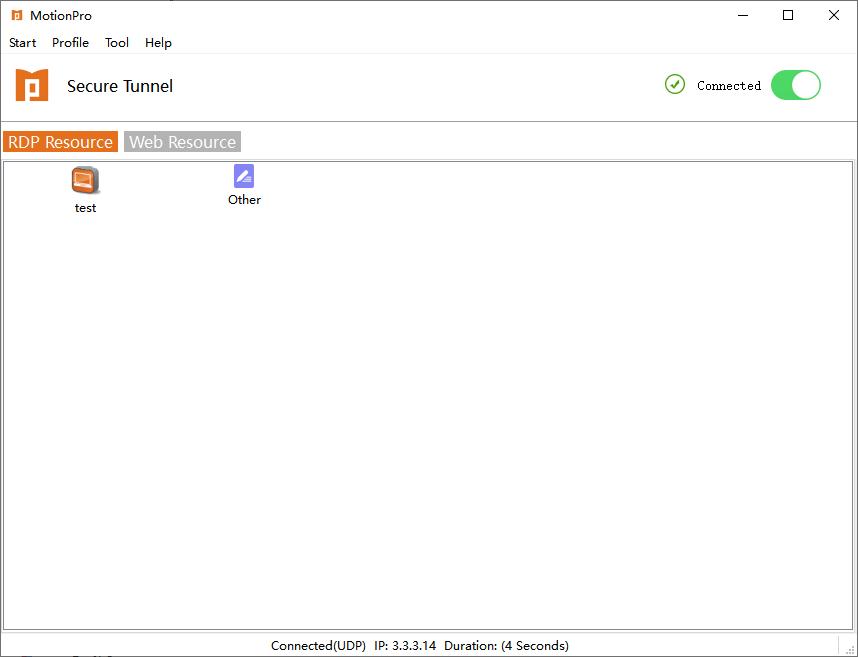 MotionPro
Start Profile Tool Help
Secure Tunnel
Connected
RDP Resource Web Resource
test
Other
Connected(UDP) IP: 3.3.3.14 Duration: (4 Seconds)